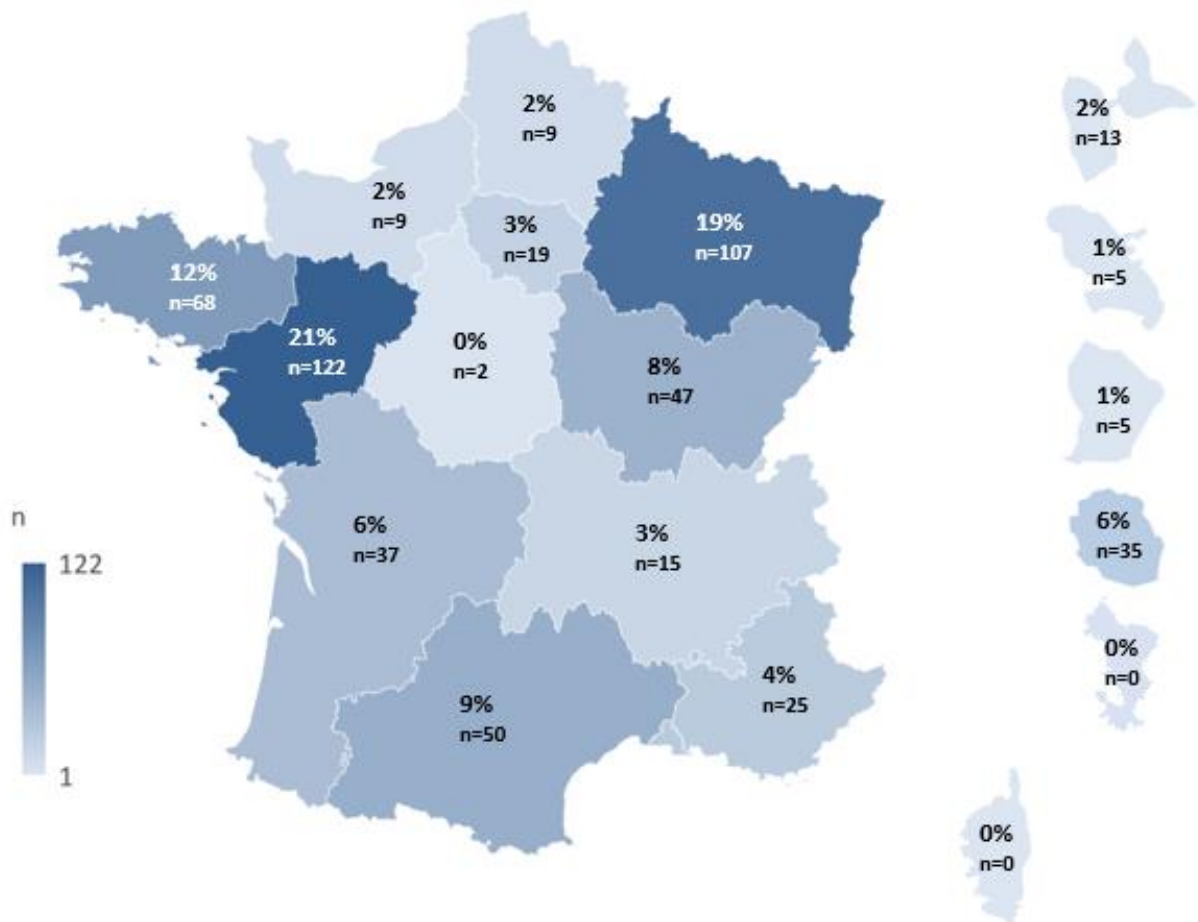 2%
n=9
2%
n=13
2%
n=9
3%
n=19
19%
n=107
1%
n=5
12%
n=68
21%
n=122
0%
n=2
8%
n=47
1%
n=5
6%
n=37
3%
n=15
6%
n=35
n
122
1
9%
n=50
4%
n=25
0%
n=0
0%
n=0